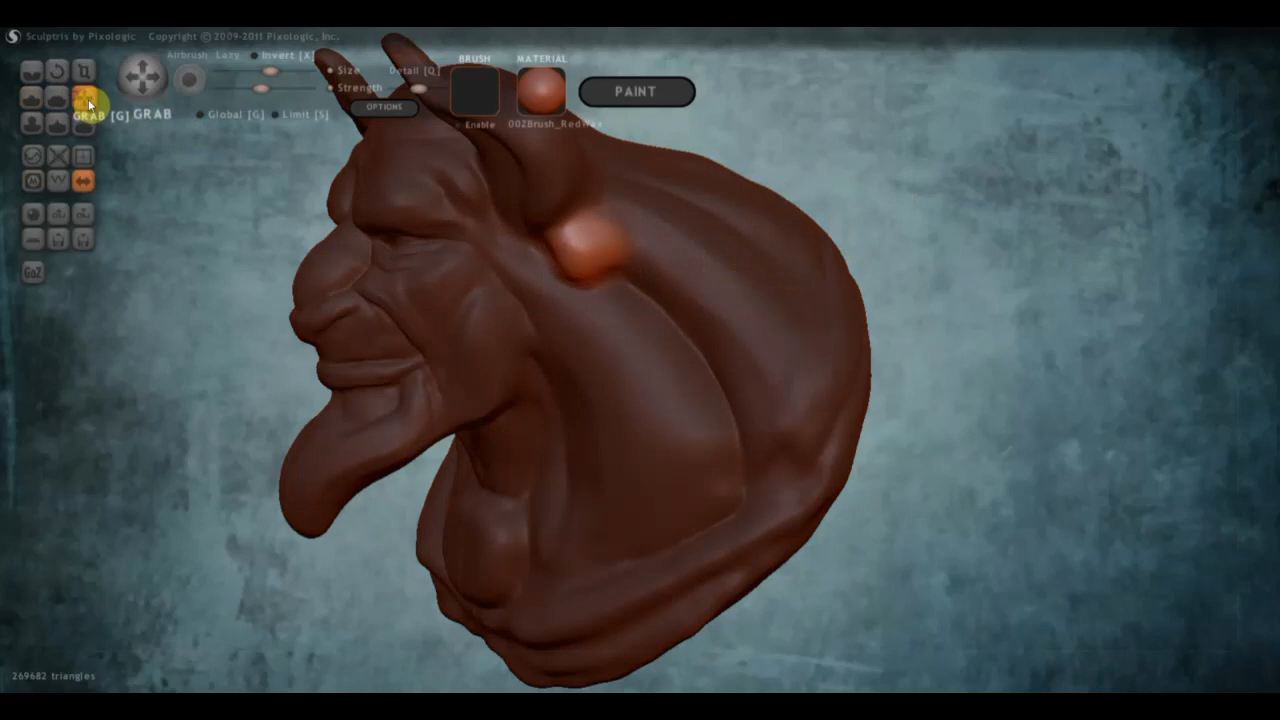 Sculptris by Pixologic Copyright © 2009-2011 Pixologic, Inc.
Airbrush Lazy Invert [X]
BRUSH MATERIAL
Size Detail [Q]
Strength
PAINT
OPTIONS
GRAB [G] GRAB
Global [G] Limit [S]
Enable 00ZBrush_RedWax
GoZ
269682 triangles